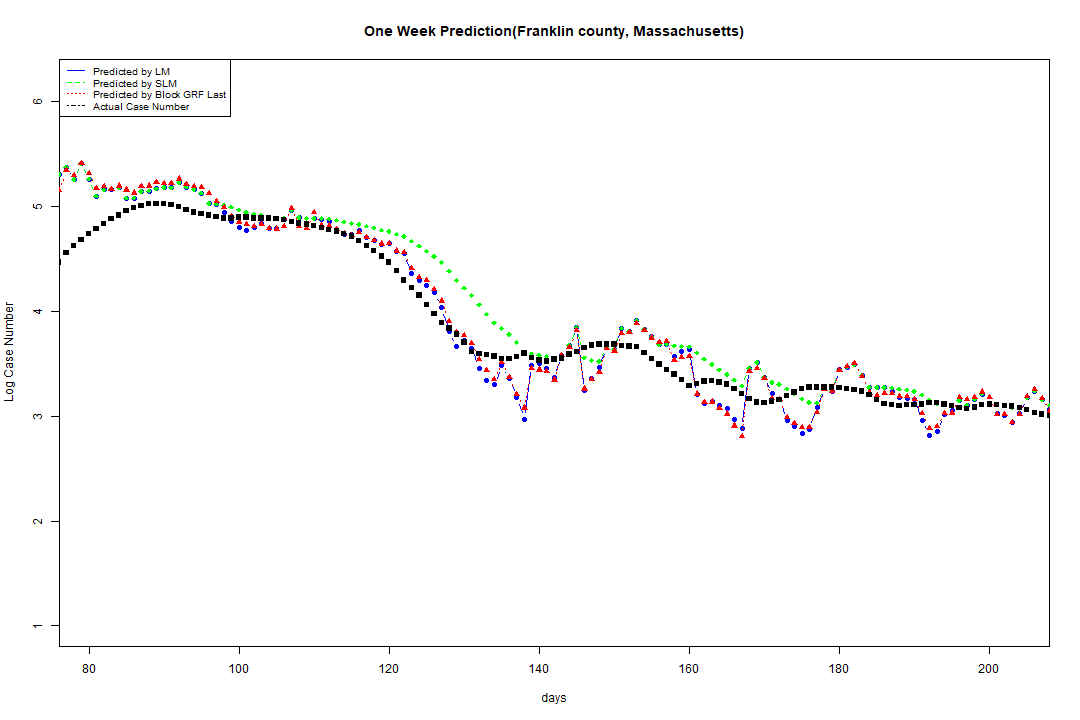 One Week Prediction(Franklin county, Massachusetts)
Predicted by LM
Predicted by SLM
Predicted by Block GRF Last
Actual Case Number
6
5
4
3
2
1
Log Case Number
80 100 120 140 160 180 200
days